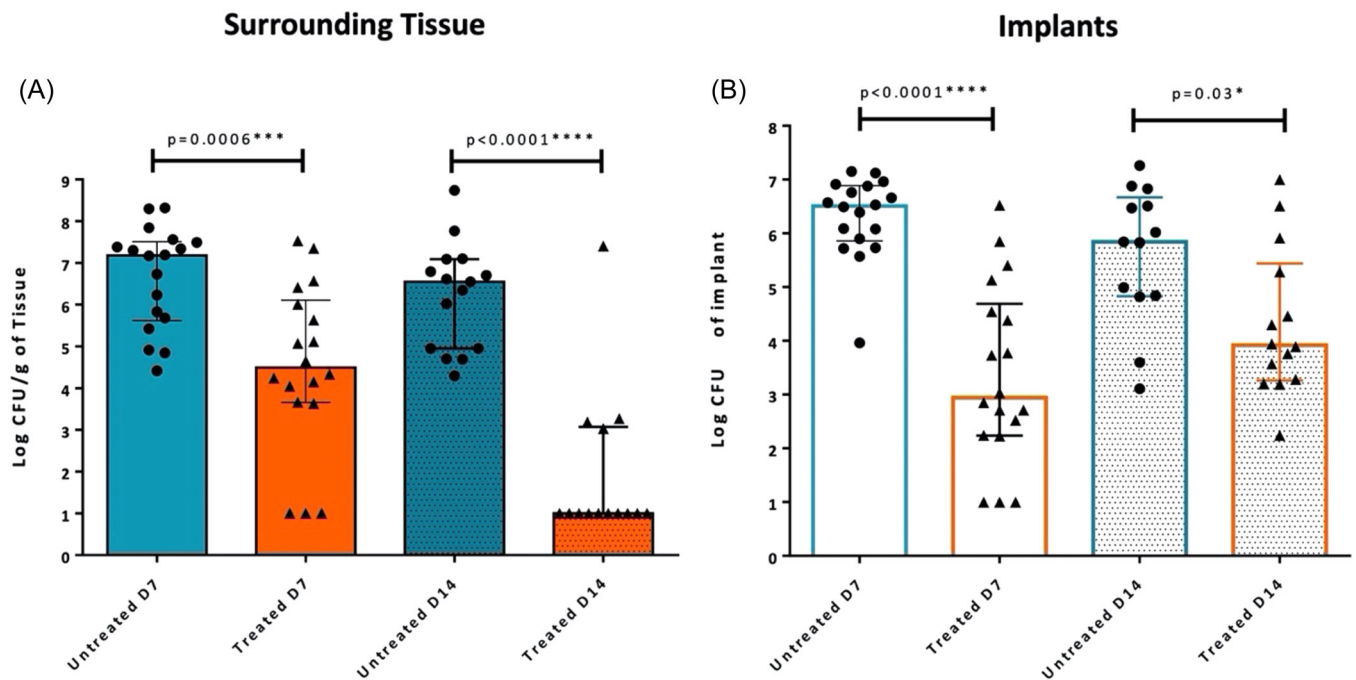 Surrounding Tissue
Implants
(A)
(B)
p=0.0006***
p<0.0001****
p<0.0001****
p=0.03*
Log CFU/g of Tissue
9
8
7
6
5
4
3
2
1
0
Untreated D7
Treated D7
Untreated D14
Treated D14
Log CFU of implant
8
7
6
5
4
3
2
1
0
Untreated D7
Treated D7
Untreated D14
Treated D14